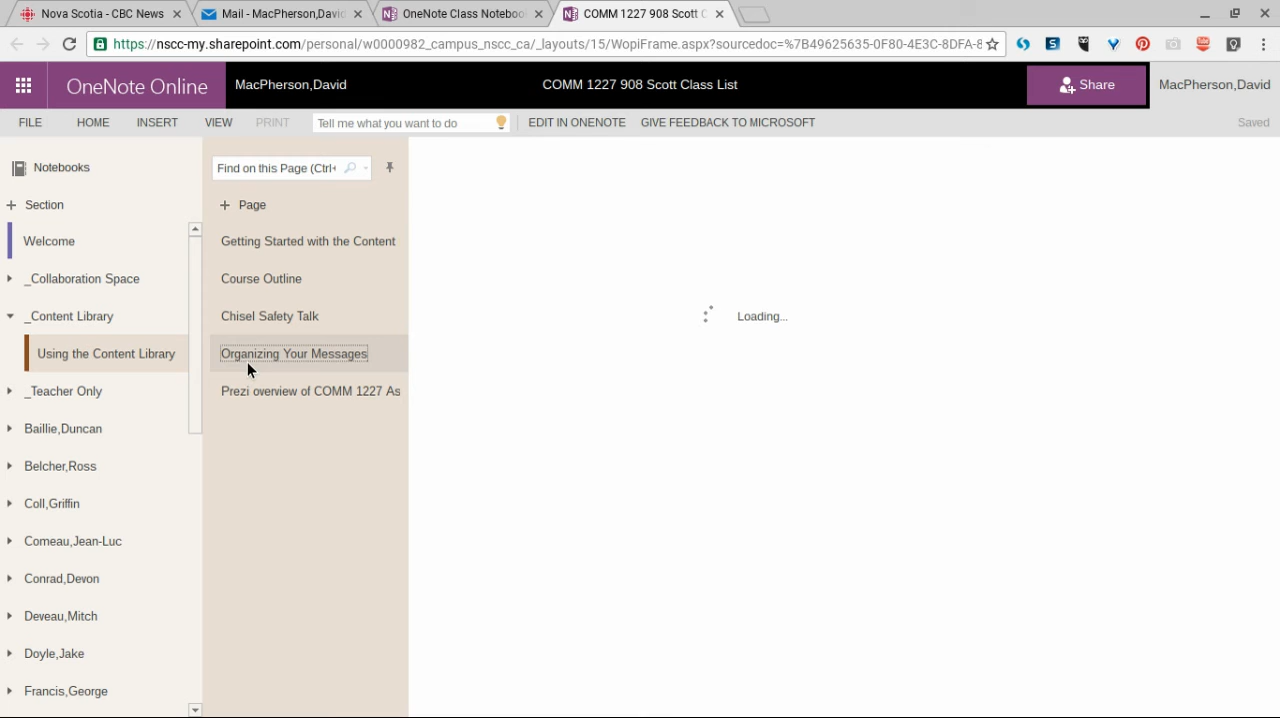 Nova Scotia - CBC News
Mail - MacPherson,David
OneNote Class Noteboo
COMM 1227 908 Scott C
https://nscc-my.sharepoint.com/personal/w0000982_campus_nscc_ca/_layouts/15/WopiFrame.aspx?sourcedoc=%7B49625635-0F80-4E3C-8DFA-8
OneNote Online
MacPherson,David
COMM 1227 908 Scott Class List
Share
MacPherson,David
FILE
HOME
INSERT
VIEW
PRINT
Tell me what you want to do
EDIT IN ONENOTE
GIVE FEEDBACK TO MICROSOFT
Saved
Notebooks
+ Section
Welcome
_Collaboration Space
_Content Library
Using the Content Library
_Teacher Only
Baillie,Duncan
Belcher,Ross
Coll,Griffin
Comeau,Jean-Luc
Conrad,Devon
Deveau,Mitch
Doyle,Jake
Francis,George
Find on this Page (Ctrl+
+ Page
Getting Started with the Content
Course Outline
Chisel Safety Talk
Organizing Your Messages
Prezi overview of COMM 1227 As
Loading...